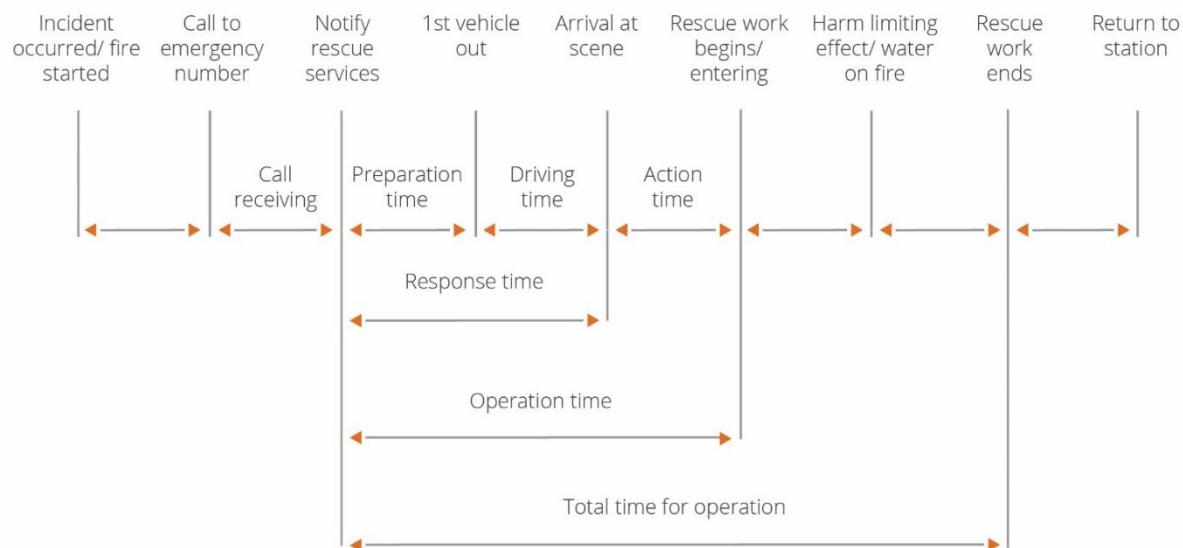 Incident
occurred/ fire
started
Call to
emergency
number
Notify
rescue
services
1st vehicle
out
Arrival at
scene
Rescue work
begins/
entering
Harm limiting
effect/ water
on fire
Rescue
work
ends
Return to
station
Call
receiving
Preparation
time
Driving
time
Action
time
Response time
Operation time
Total time for operation